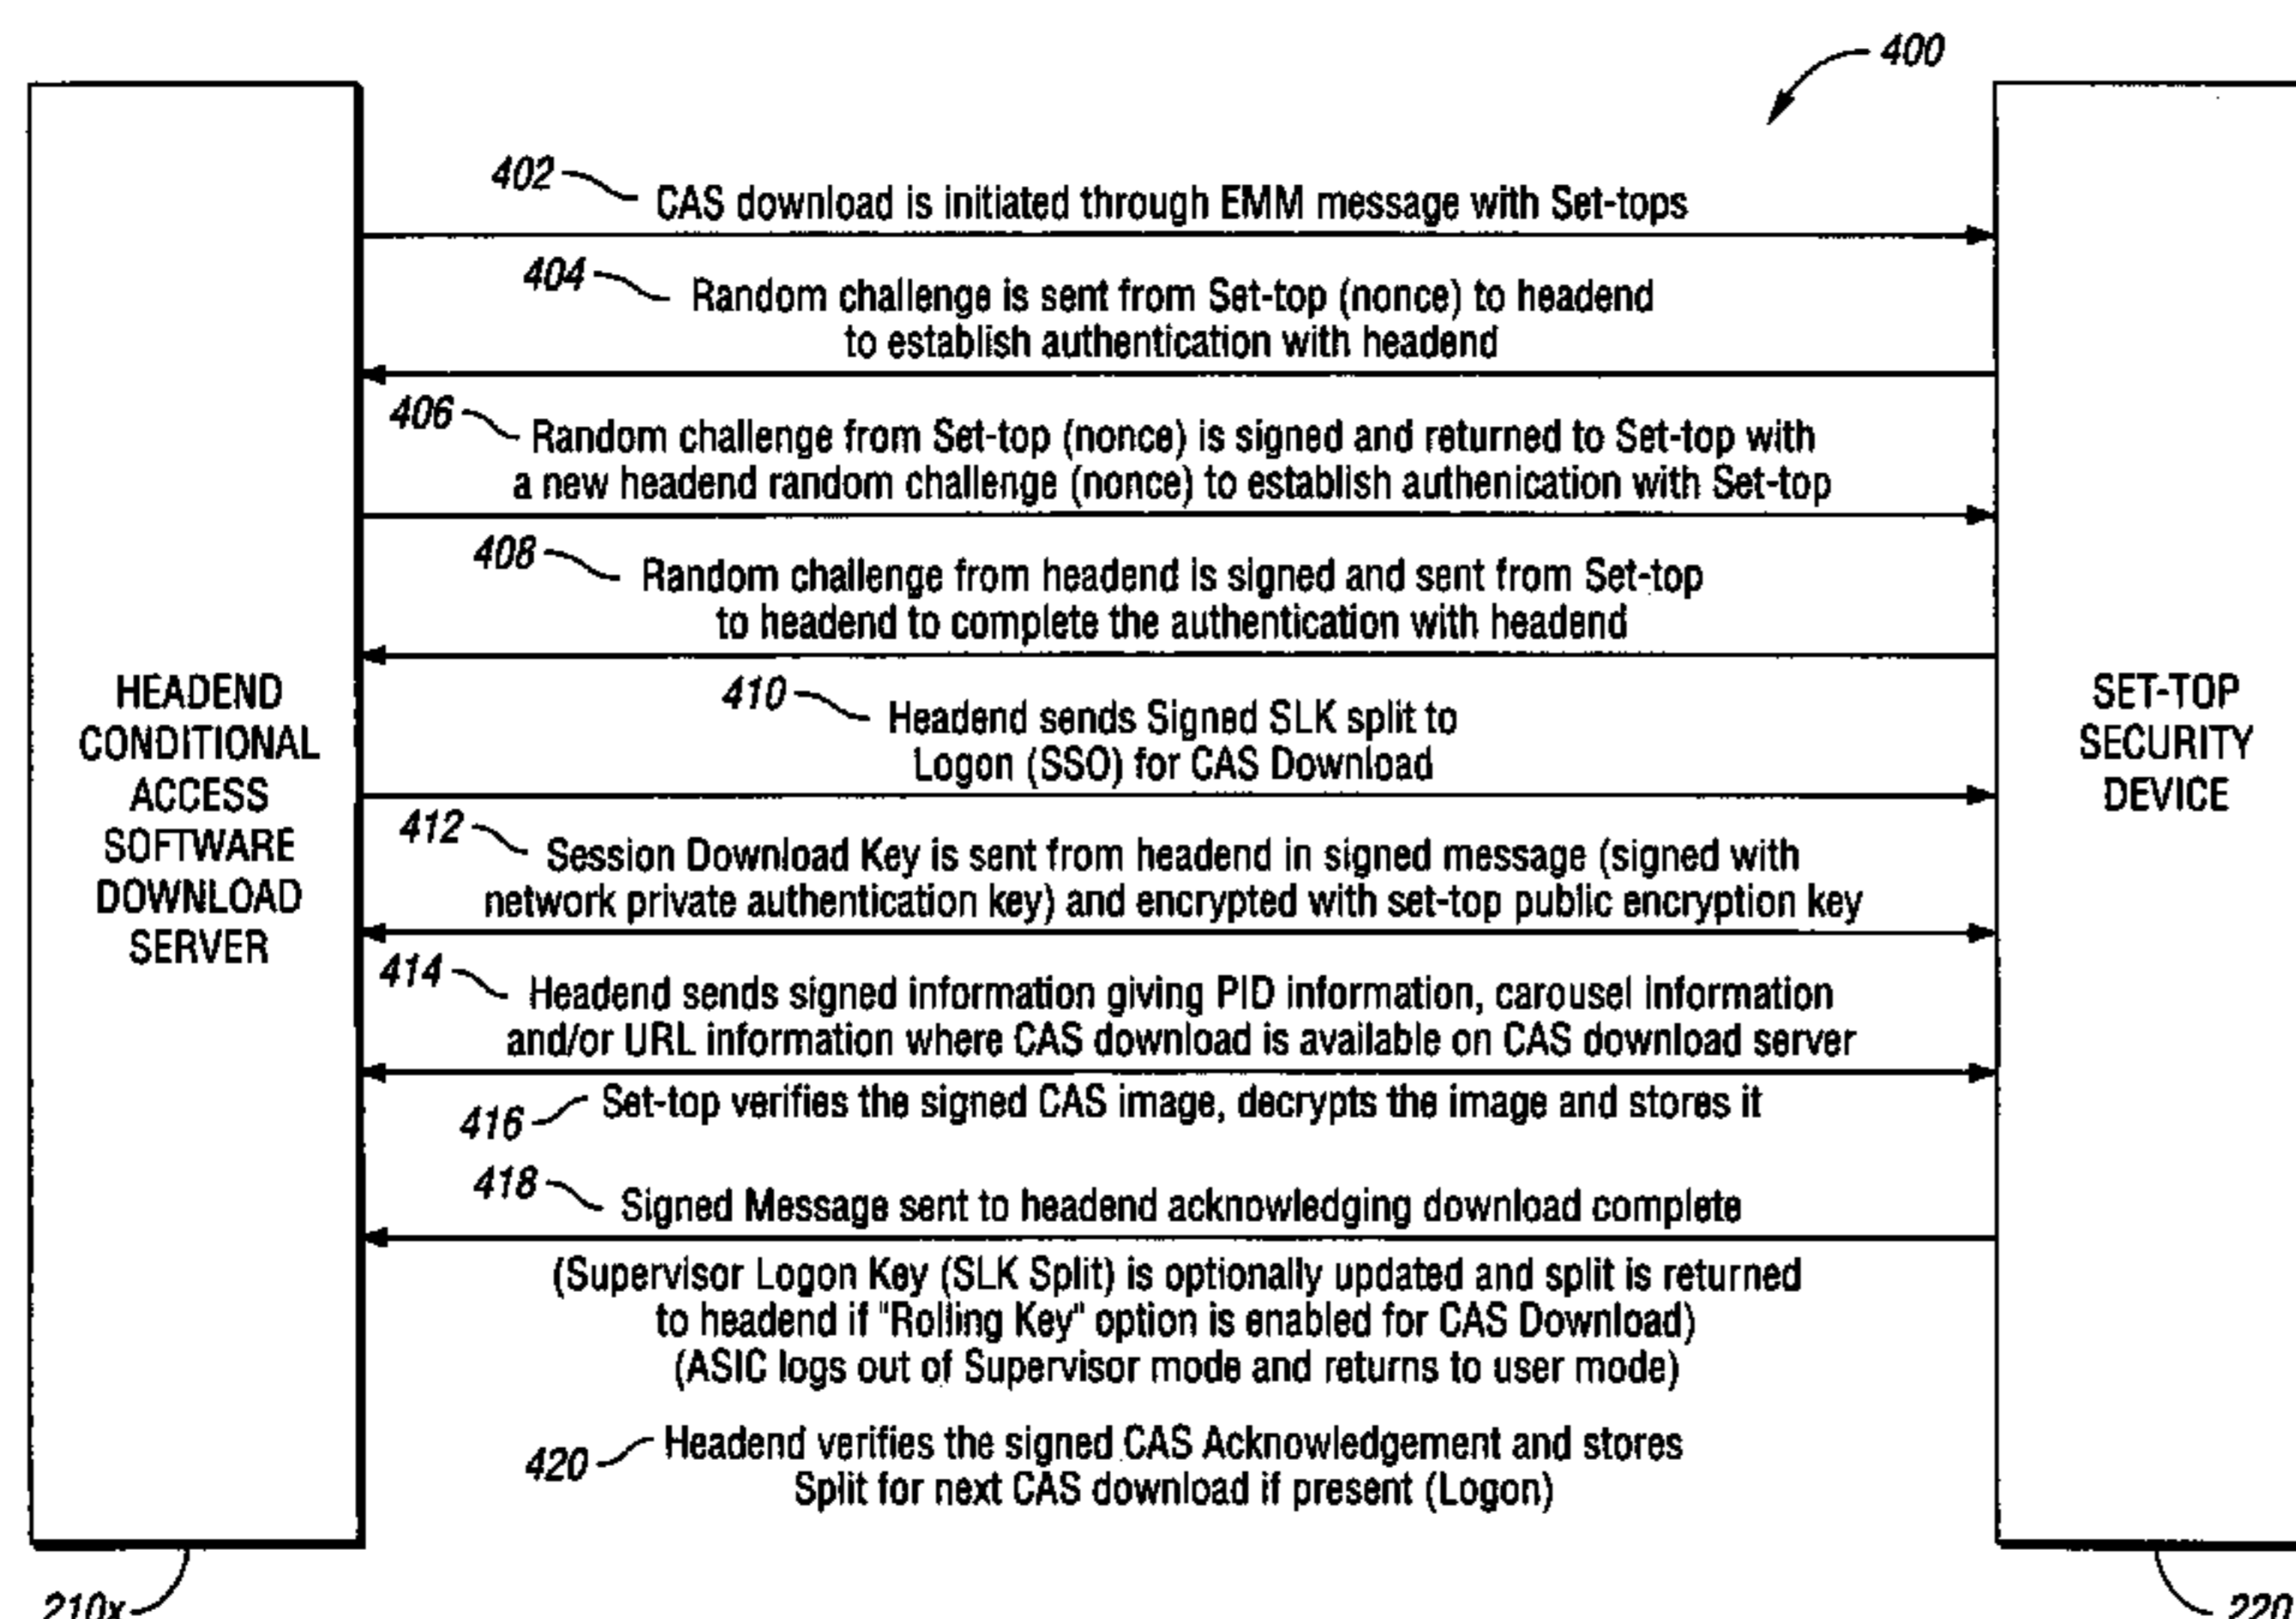 400
402
CAS download is initiated through EMM message with Set-tops
404
Random challenge is sent from Set-top (nonce) to headend
to establish authentication with headend
406
Random challenge from Set-top (nonce) is signed and returned to Set-top with
a new headend random challenge (nonce) to establish authenication with Set-top
408
Random challenge from headend is signed and sent from Set-top
to headend to complete the authentication with headend
410
Headend sends Signed SLK split to
Logon (SSO) for CAS Download
412
Session Download Key is sent from headend in signed message (signed with
network private authentication key) and encrypted with set-top public encryption key
414
Headend sends signed information giving PID information, carousel information
and/or URL information where CAS download is available on CAS download server
416
Set-top verifies the signed CAS image, decrypts the image and stores it
418
Signed Message sent to headend acknowledging download complete
(Supervisor Logon Key (SLK Split) is optionally updated and split is returned
to headend if "Rolling Key" option is enabled for CAS Download)
(ASIC logs out of Supervisor mode and returns to user mode)
420
Headend verifies the signed CAS Acknowledgement and stores
Split for next CAS download if present (Logon)
HEADEND
CONDITIONAL
ACCESS
SOFTWARE
DOWNLOAD
SERVER
SET-TOP
SECURITY
DEVICE
210x
220